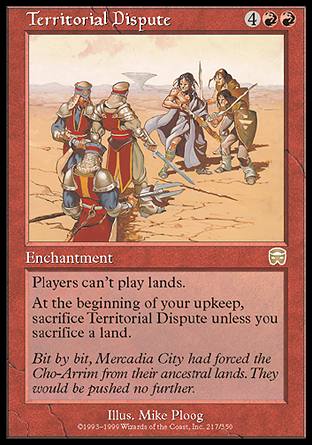 Territorial Dispute 4
Enchantment
Players can't play lands.
At the beginning of your upkeep,
sacrifice Territorial Dispute unless you
sacrifice a land.
Bit by bit, Mercadia City had forced the
Cho-Arrim from their ancestral lands. They
would be pushed no further.
Illus. Mike Ploog
©1993–1999 Wizards of the Coast, Inc. 217/350